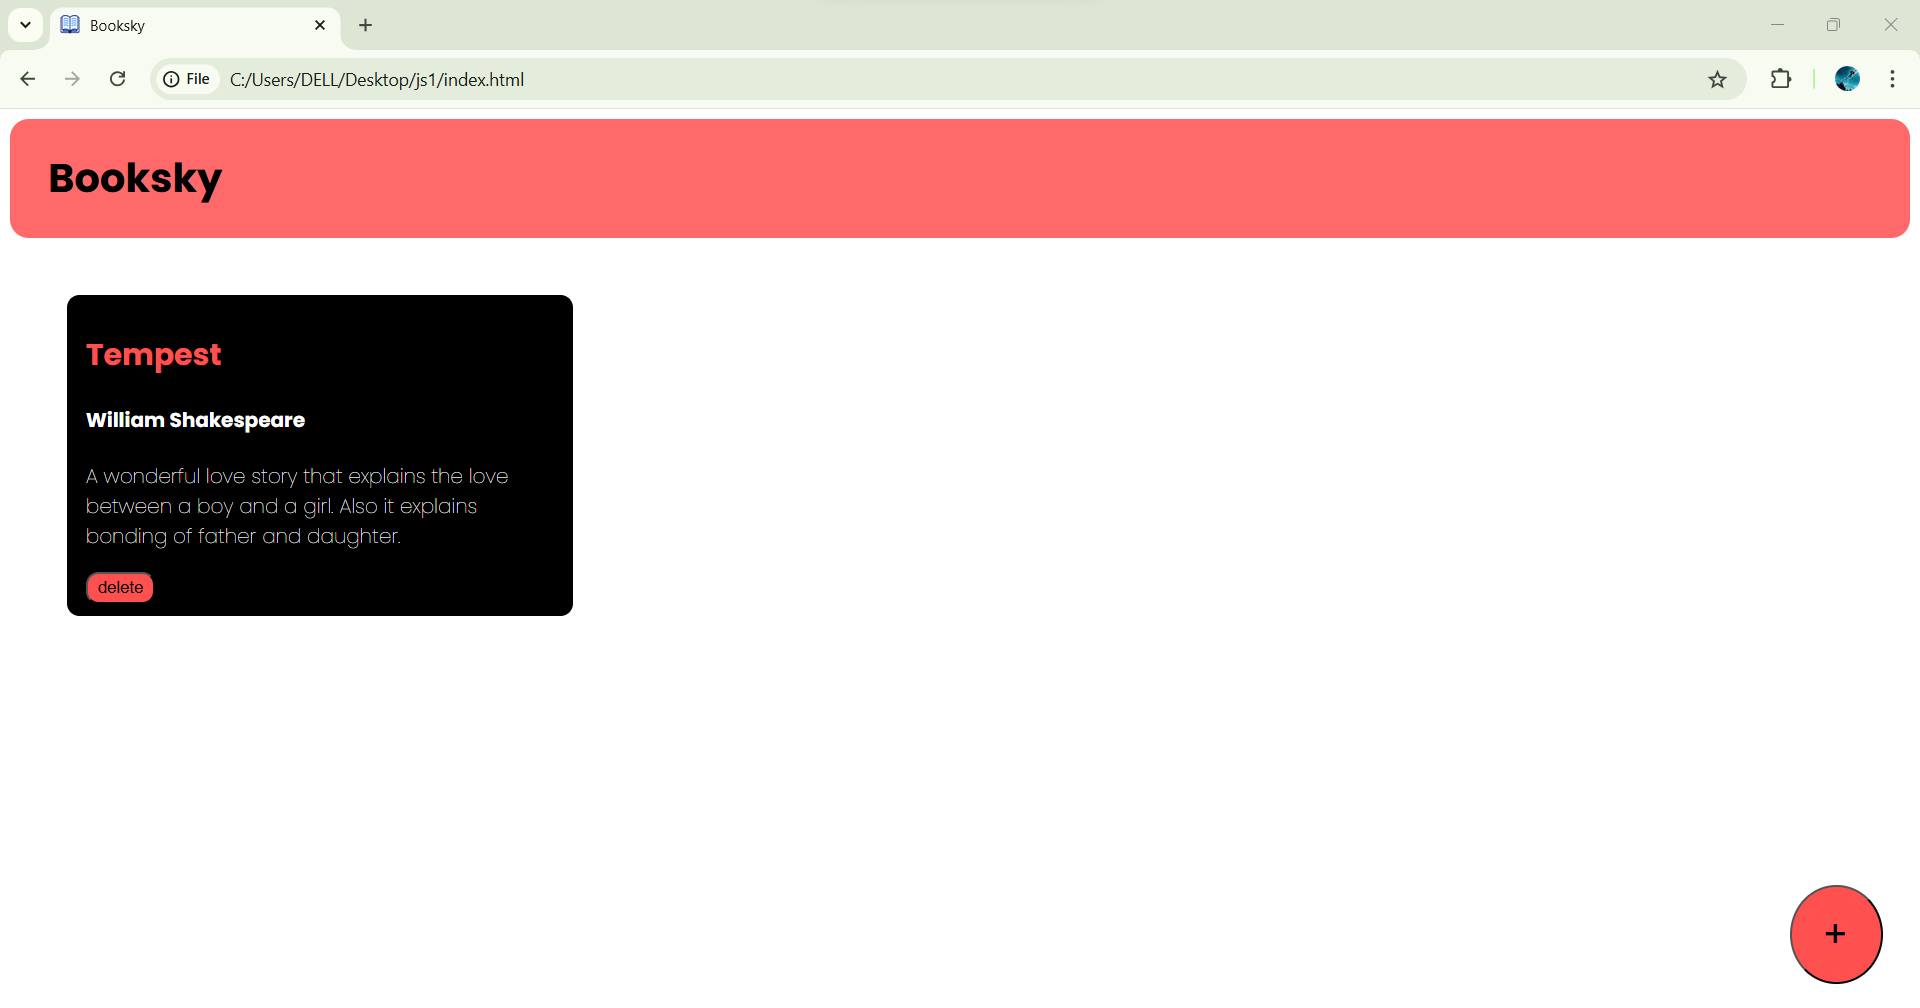 Booksky
File C:/Users/DELL/Desktop/js1/index.html
Booksky
Tempest
William Shakespeare
A wonderful love story that explains the love
between a boy and a girl. Also it explains
bonding of father and daughter.
delete
+